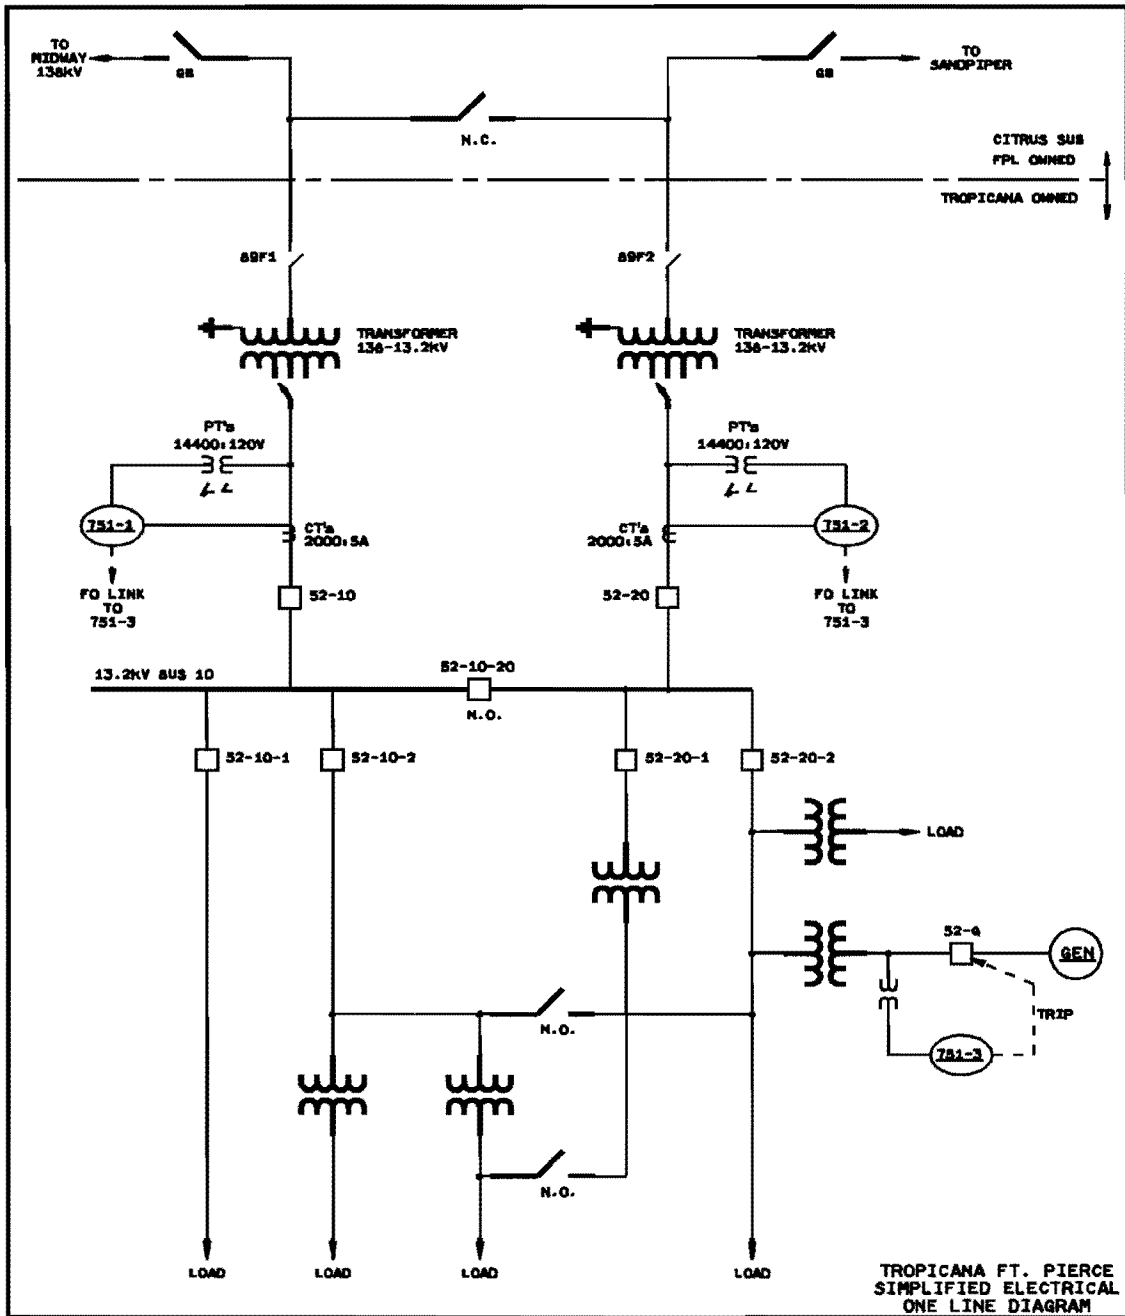 TO
MIDWAY
138kV
GS
GS
TO
SANDPIPER
N.C.
CITRUS SUB
FPL OWNED
TROPICANA OWNED
89F1
89F2
TRANSFORMER
138-13.2kV
TRANSFORMER
138-13.2kV
PT's
14400:120V
PT's
14400:120V
751-1
CT's
2000:5A
CT's
2000:5A
751-2
FO LINK
TO
751-3
52-10
52-20
FO LINK
TO
751-3
13.2kV BUS 10
52-10-20
N.O.
52-10-1
52-10-2
52-20-1
52-20-2
LOAD
52-G
GEN
N.O.
TRIP
751-3
N.O.
LOAD
LOAD
LOAD
LOAD
TROPICANA FT. PIERCE
SIMPLIFIED ELECTRICAL
ONE LINE DIAGRAM